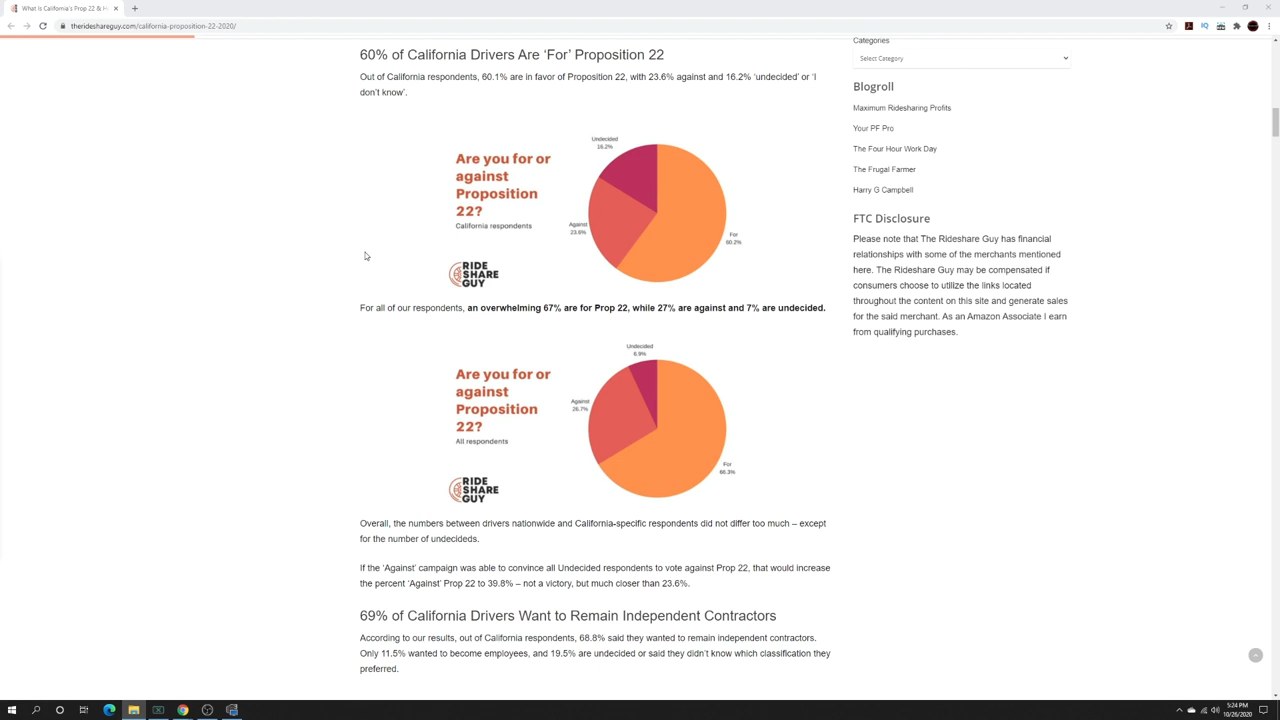 What Is California's Prop 22 & H
theridesharguy.com/california-proposition-22-2020/
60% of California Drivers Are ‘For’ Proposition 22
Out of California respondents, 60.1% are in favor of Proposition 22, with 23.6% against and 16.2% ‘undecided’ or ‘I
don’t know’.
Are you for or
against
Proposition
22?
California respondents
RIDE
SHARE
GUY
Undecided
16.2%
Against
23.6%
For
60.2%
For all of our respondents, an overwhelming 67% are for Prop 22, while 27% are against and 7% are undecided.
Are you for or
against
Proposition
22?
All respondents
RIDE
SHARE
GUY
Undecided
6.9%
Against
26.7%
For
66.3%
Overall, the numbers between drivers nationwide and California-specific respondents did not differ too much – except
for the number of undecideds.
If the ‘Against’ campaign was able to convince all Undecided respondents to vote against Prop 22, that would increase
the percent ‘Against’ Prop 22 to 39.8% – not a victory, but much closer than 23.6%.
69% of California Drivers Want to Remain Independent Contractors
According to our results, out of California respondents, 68.8% said they wanted to remain independent contractors.
Only 11.5% wanted to become employees, and 19.5% are undecided or said they didn’t know which classification they
preferred.
Categories
Select Category
Blogroll
Maximum Ridesharing Profits
Your PF Pro
The Four Hour Work Day
The Frugal Farmer
Harry G Campbell
FTC Disclosure
Please note that The Rideshare Guy has financial
relationships with some of the merchants mentioned
here. The Rideshare Guy may be compensated if
consumers choose to utilize the links located
throughout the content on this site and generate sales
for the said merchant. As an Amazon Associate I earn
from qualifying purchases.
5:24 PM
10/26/2020